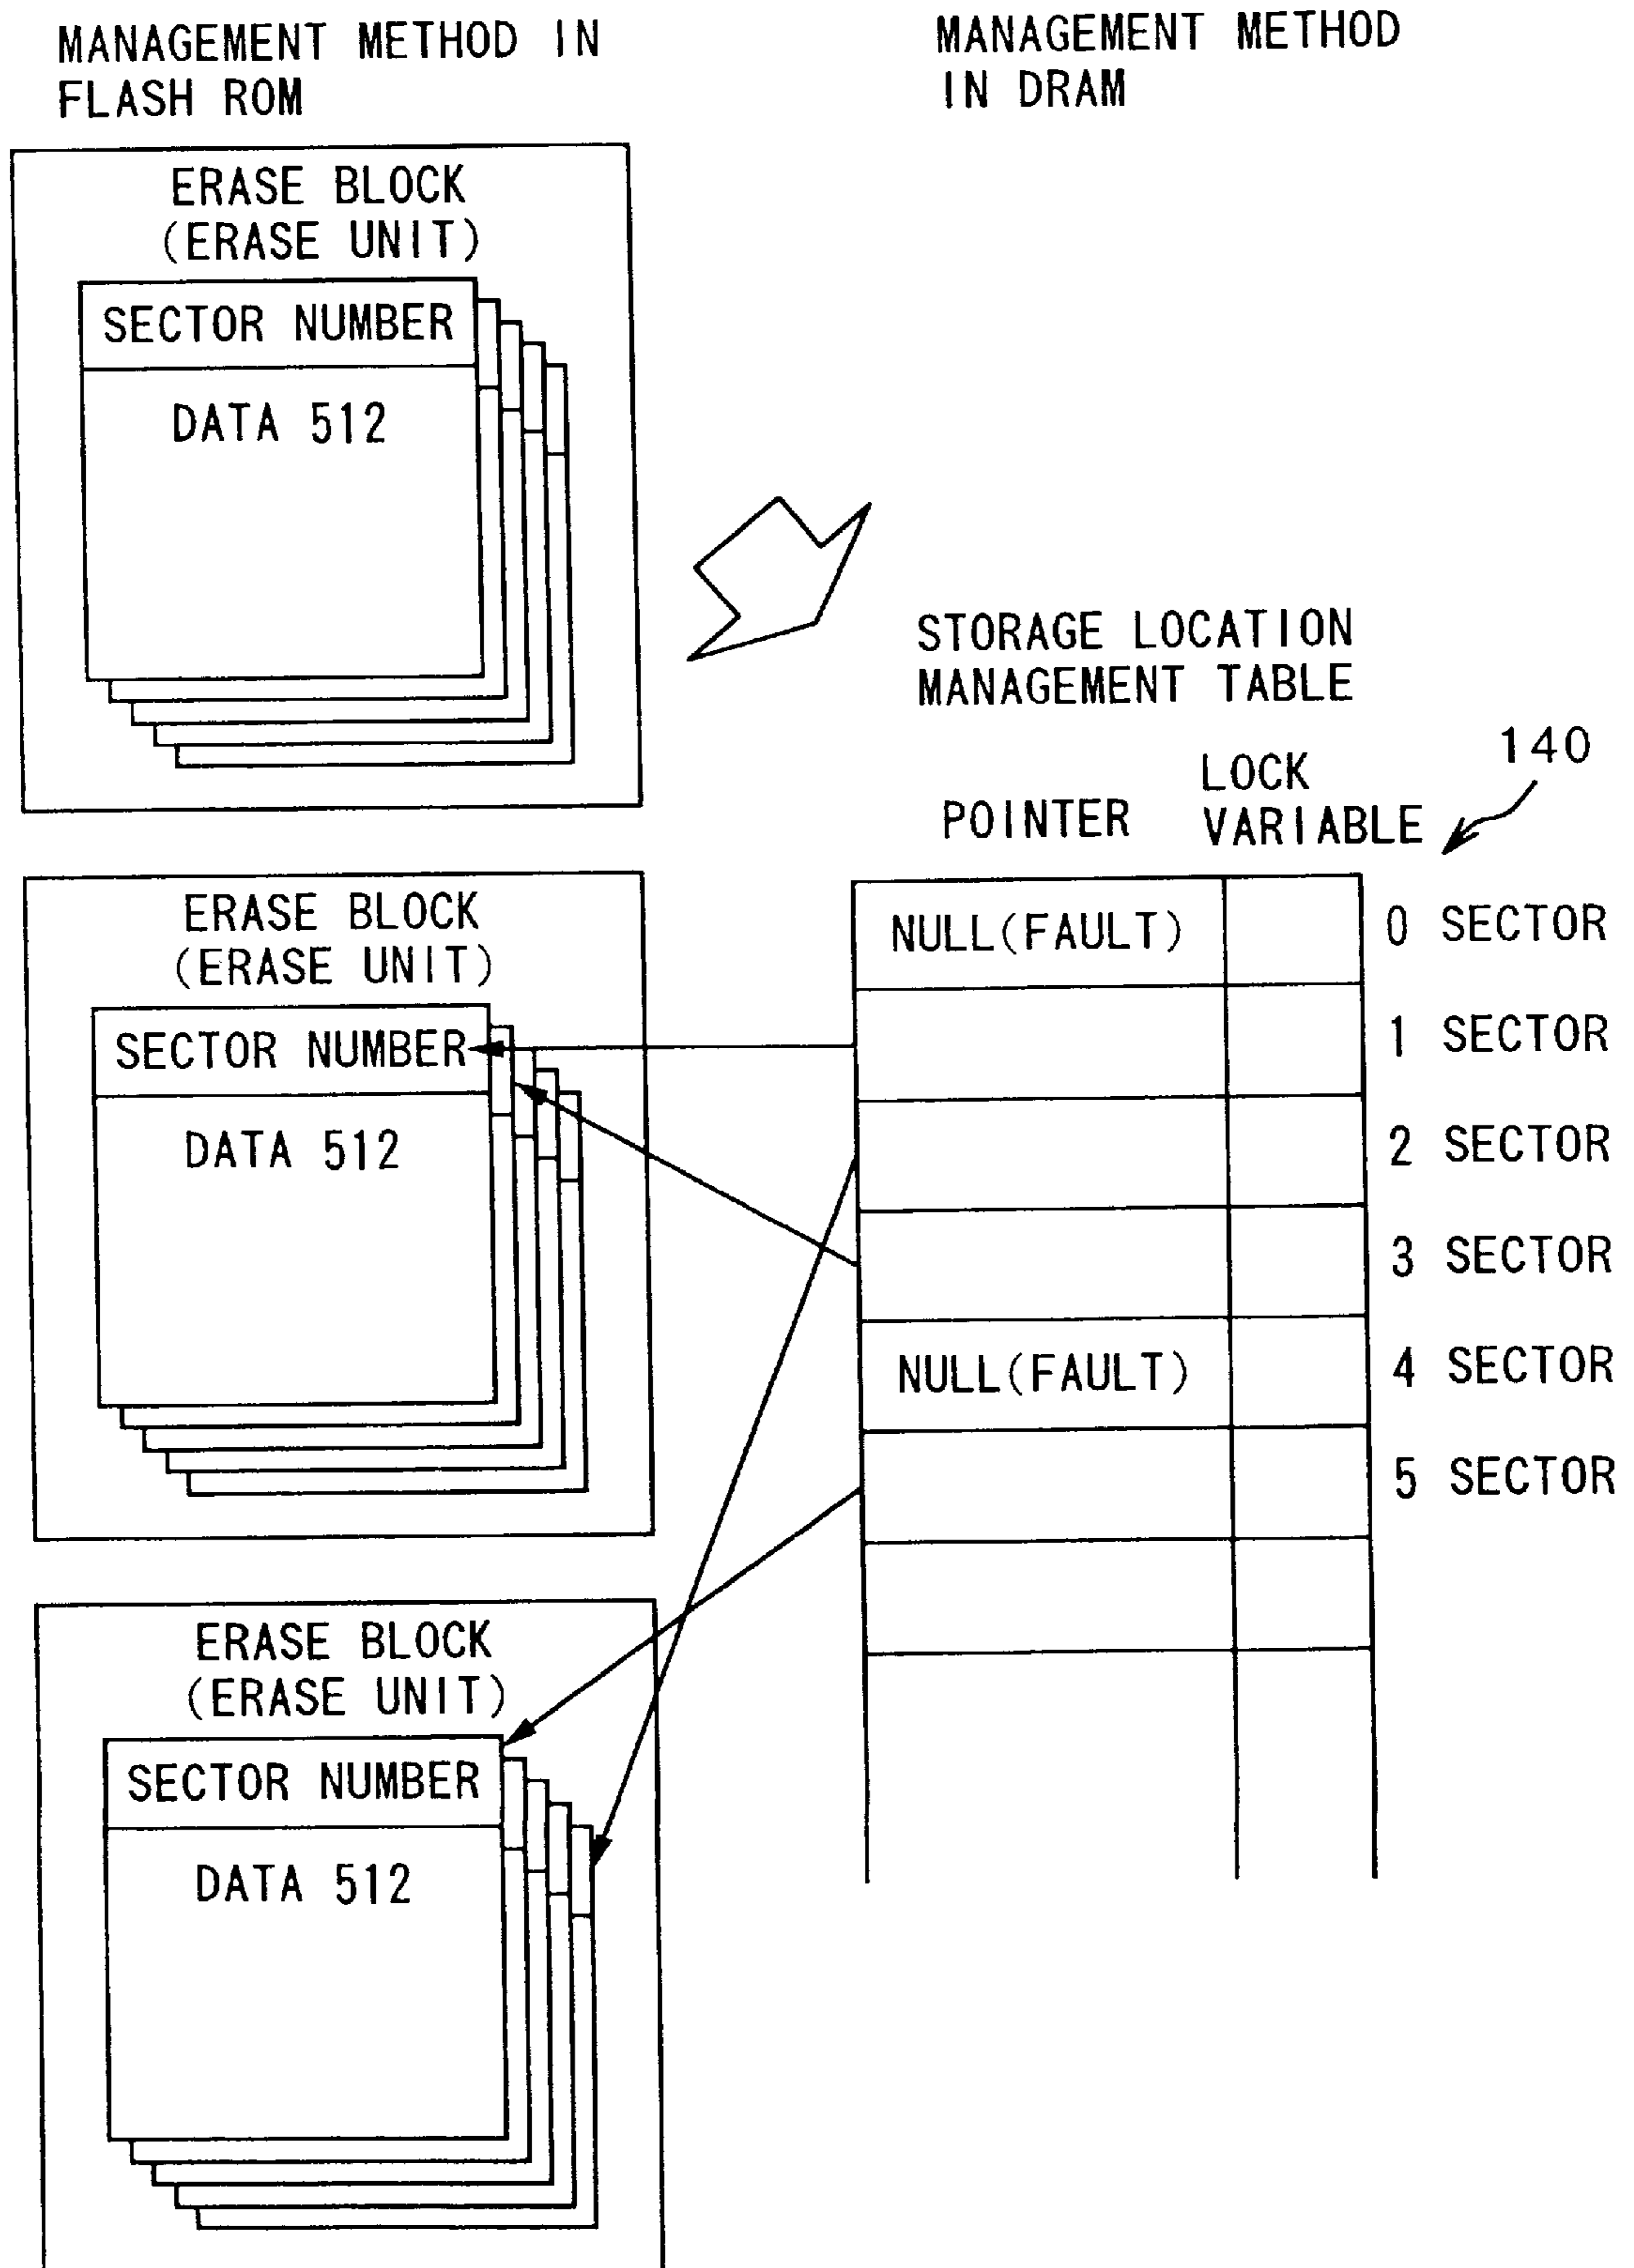 MANAGEMENT METHOD IN
FLASH ROM
MANAGEMENT METHOD
IN DRAM
ERASE BLOCK
(ERASE UNIT)
SECTOR NUMBER
DATA 512
STORAGE LOCATION
MANAGEMENT TABLE
140
POINTER
LOCK
VARIABLE
ERASE BLOCK
(ERASE UNIT)
SECTOR NUMBER
DATA 512
NULL(FAULT)
0 SECTOR
1 SECTOR
2 SECTOR
3 SECTOR
NULL(FAULT)
4 SECTOR
5 SECTOR
ERASE BLOCK
(ERASE UNIT)
SECTOR NUMBER
DATA 512